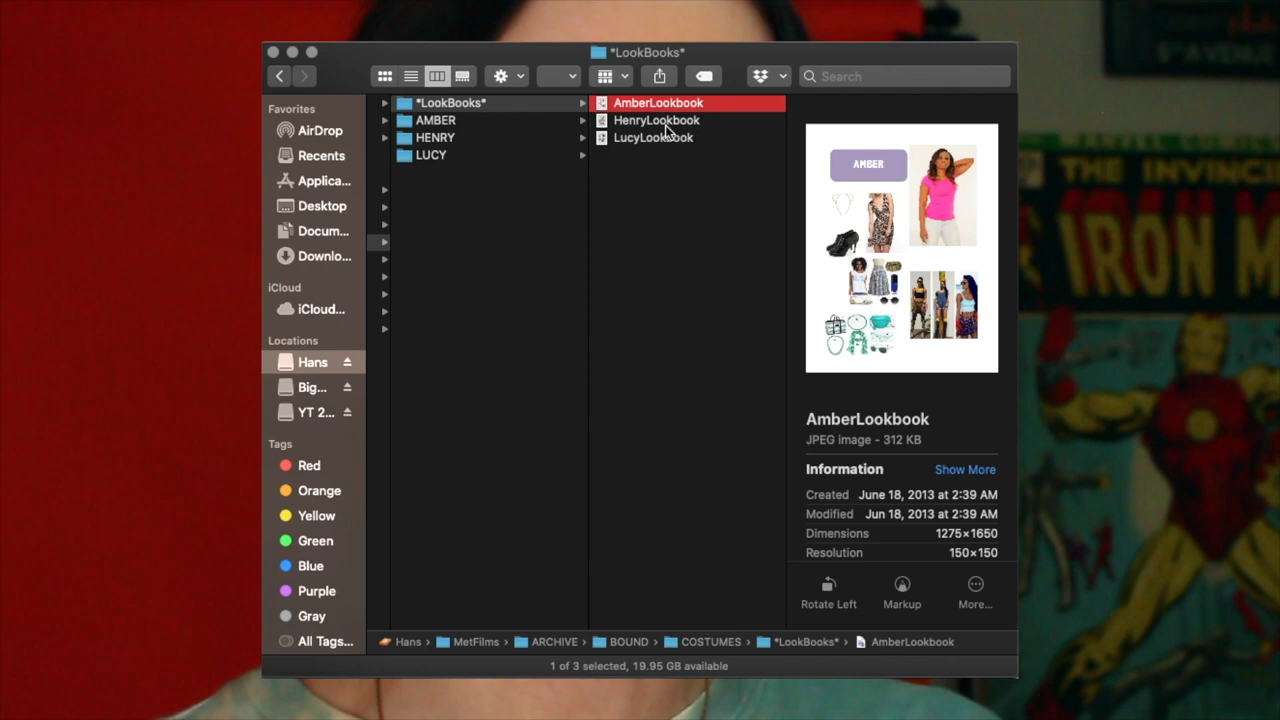 *LookBooks*
Search
Favorites
AirDrop
Recents
Applica...
Desktop
Docum...
Downlo...
iCloud
iCloud...
Locations
Hans
Big...
YT 2...
Tags
Red
Orange
Yellow
Green
Blue
Purple
Gray
All Tags...
*LookBooks*
AMBER
HENRY
LUCY
AmberLookbook
HenryLookbook
LucyLookbook
AMBER
AmberLookbook
JPEG image - 312 KB
Information Show More
Created June 18, 2013 at 2:39 AM
Modified Jun 18, 2013 at 2:39 AM
Dimensions 1275×1650
Resolution 150×150
Rotate Left Markup More...
Hans › MetFilms › ARCHIVE › BOUND › COSTUMES › *LookBooks* › AmberLookbook
1 of 3 selected, 19.95 GB available
THE INVINCI
IRON M
AVENUE